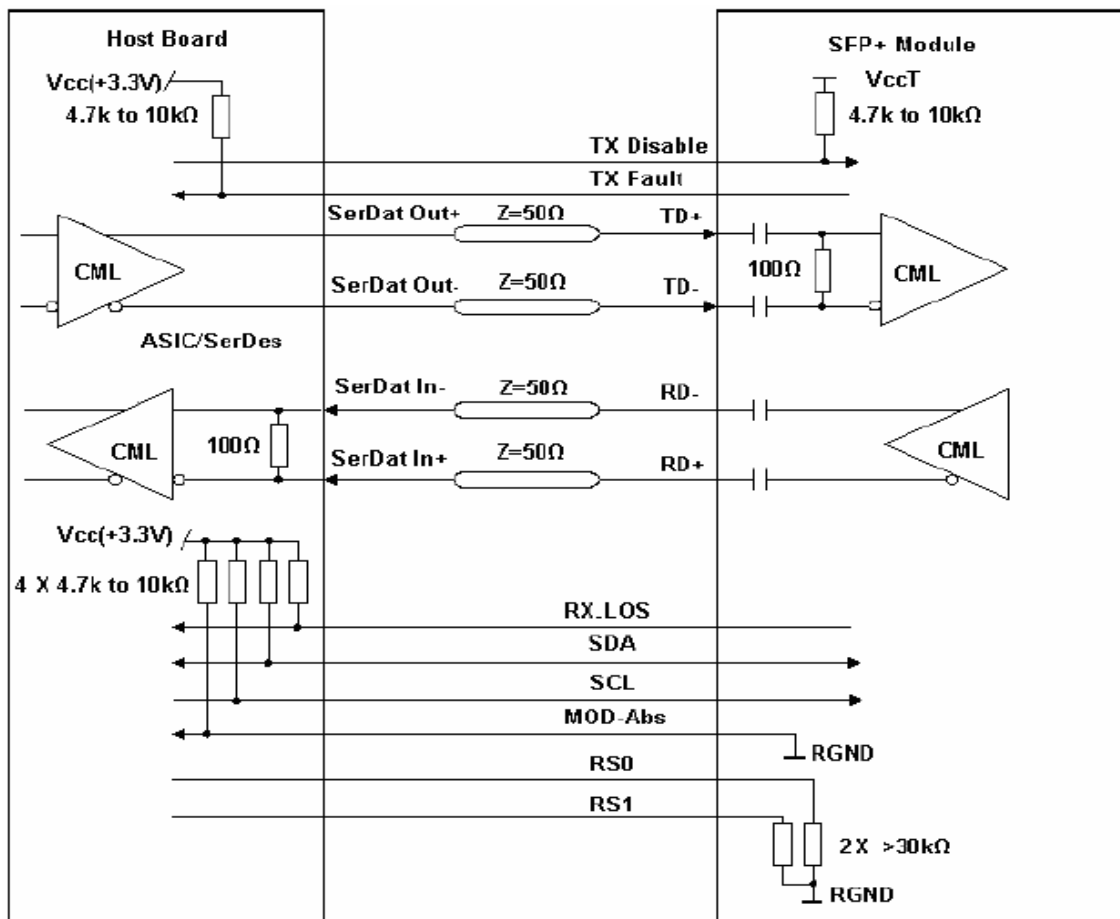 Host Board
SFP+ Module
Vcc(+3.3V)
4.7k to 10kΩ
VccT
4.7k to 10kΩ
TX Disable
TX Fault
SerDat Out+
Z=50Ω
TD+
CML
100Ω
CML
SerDat Out-
Z=50Ω
TD-
ASIC/SerDes
SerDat In-
Z=50Ω
RD-
100Ω
CML
CML
SerDat In+
Z=50Ω
RD+
Vcc(+3.3V)
4 X 4.7k to 10kΩ
RX_LOS
SDA
SCL
MOD-Abs
RGND
RS0
RS1
2X >30kΩ
RGND